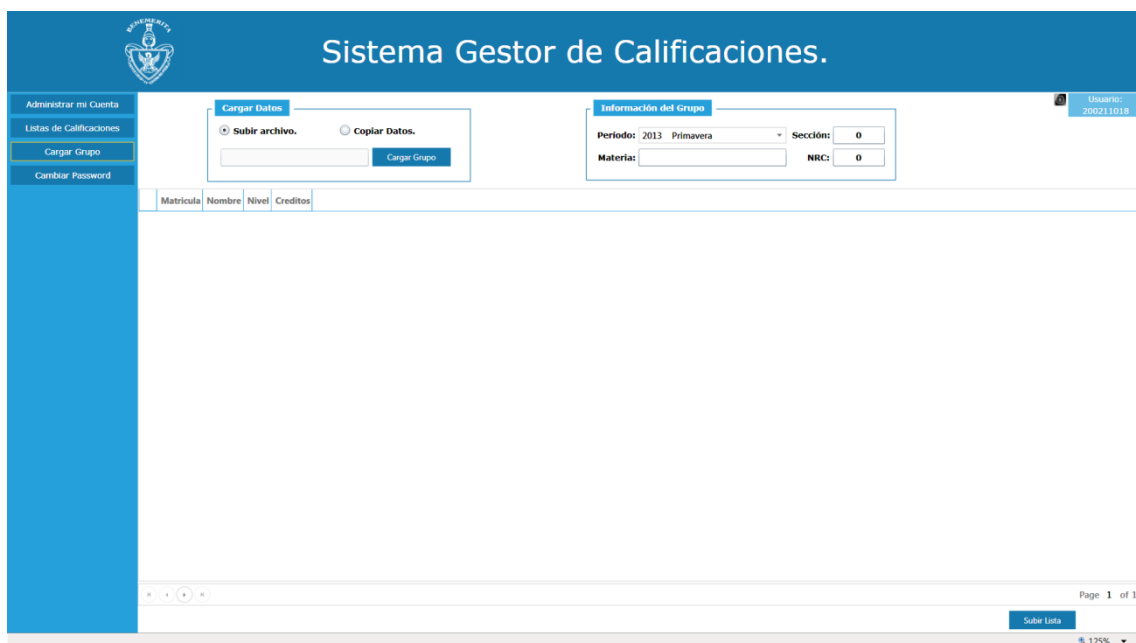 BENEMERITA
Sistema Gestor de Calificaciones.
Administrar mi Cuenta
Listas de Calificaciones
Cargar Grupo
Cambiar Password
Cargar Datos
Subir archivo. Copiar Datos.
Cargar Grupo
Información del Grupo
Período: 2013 Primavera Sección: 0
Materia: NRC: 0
Usuario:
200211018
Matricula Nombre Nivel Creditos
Page 1 of 1
Subir Lista
125%